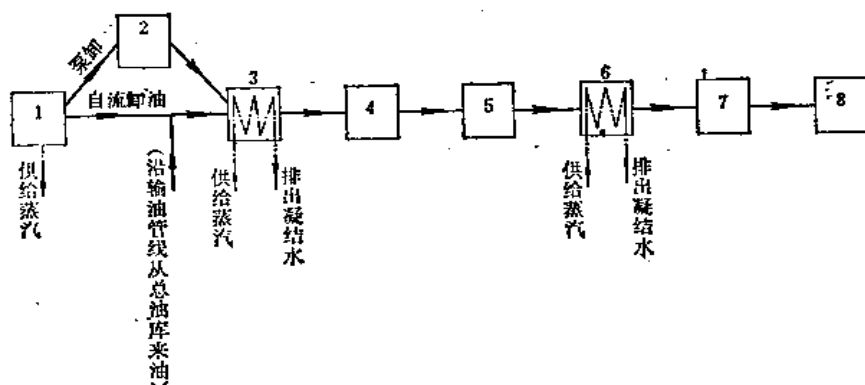 1
2
泵卸
自流卸油
3
4
5
6
7
8
供给蒸汽
(沿输油管线从总油库来油)
供给蒸汽
排出凝结水
供给蒸汽
排出凝结水